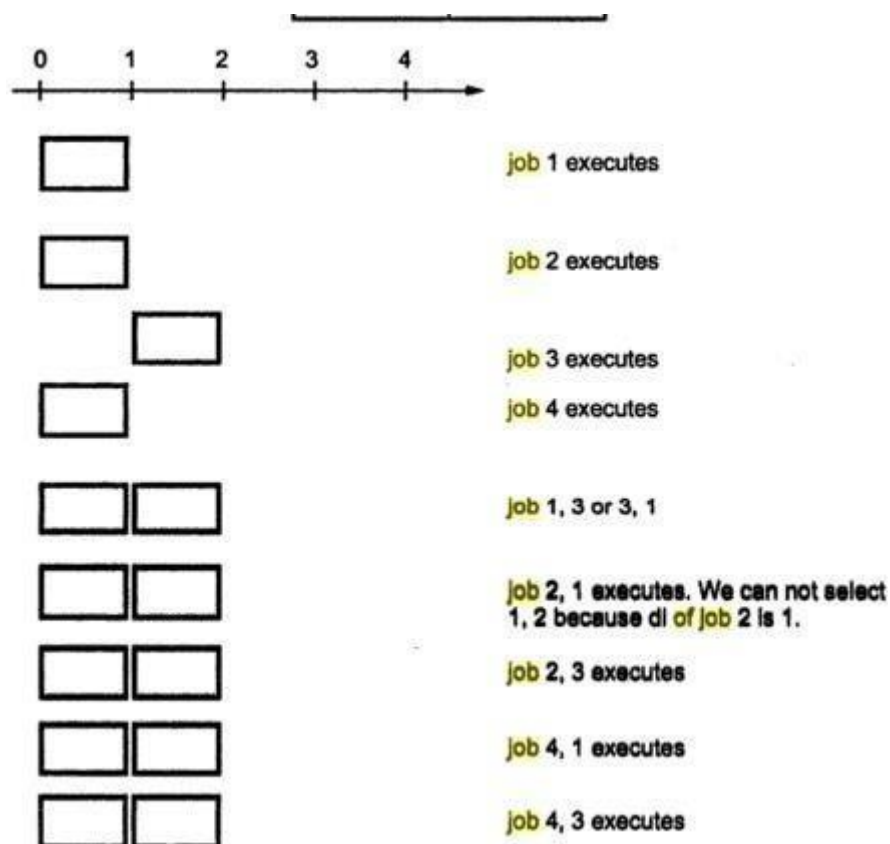 0 1 2 3 4
job 1 executes
job 2 executes
job 3 executes
job 4 executes
job 1, 3 or 3, 1
job 2, 1 executes. We can not select
1, 2 because di of job 2 is 1.
job 2, 3 executes
job 4, 1 executes
job 4, 3 executes